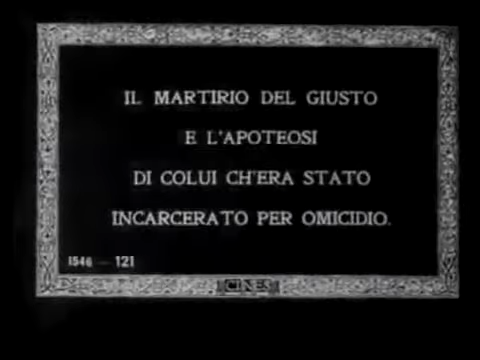 IL MARTIRIO DEL GIUSTO
E L'APOTEOSI
DI COLUI CH'ERA STATO
INCARCERATO PER OMICIDIO.
1546 — 121
CINES